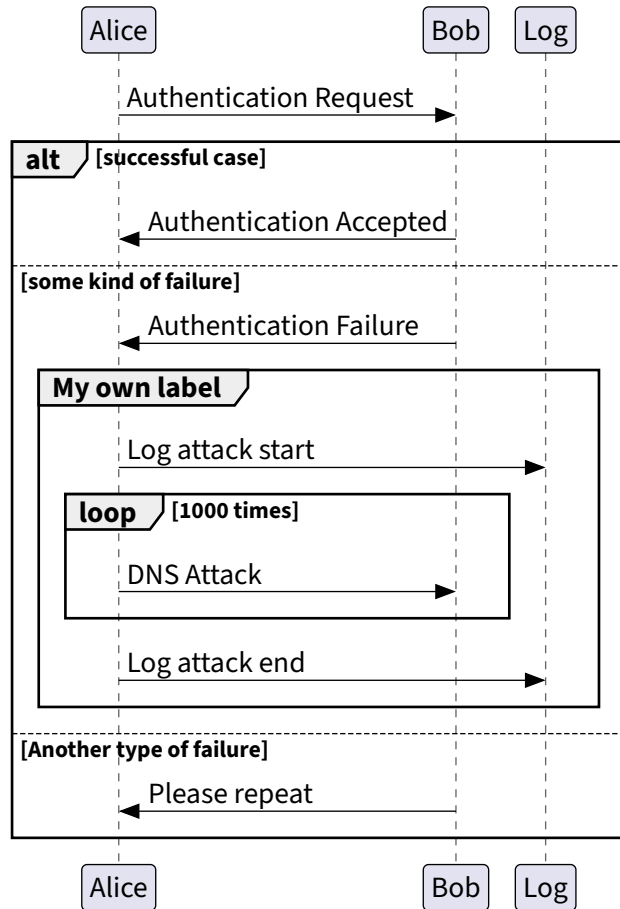 Alice Bob Log
Authentication Request
alt [successful case]
Authentication Accepted
[some kind of failure]
Authentication Failure
My own label
Log attack start
loop [1000 times]
DNS Attack
Log attack end
[Another type of failure]
Please repeat
Alice Bob Log